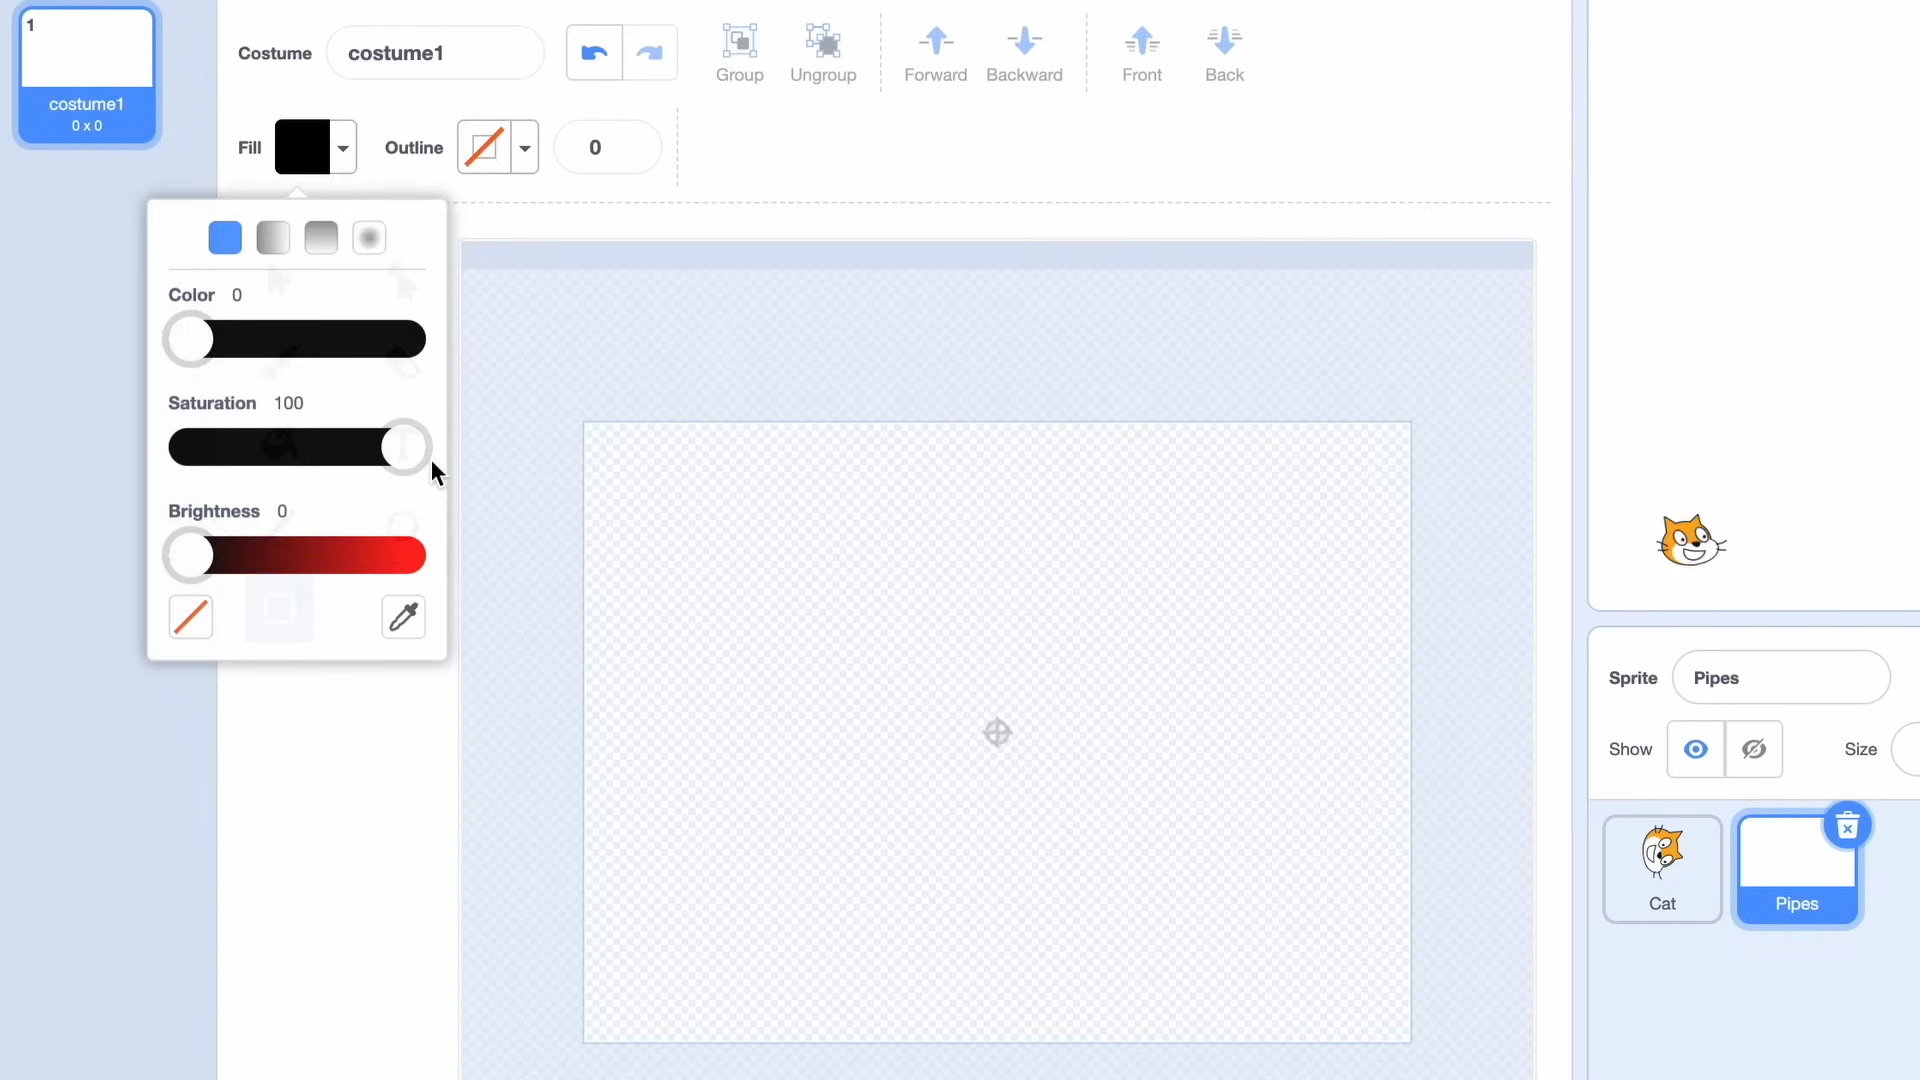 1
costume1
0 x 0
Costume
costume1
Group
Ungroup
Forward
Backward
Front
Back
Fill
Outline
0
Color 0
Saturation 100
Brightness 0
Sprite
Pipes
Show
Size
Cat
Pipes